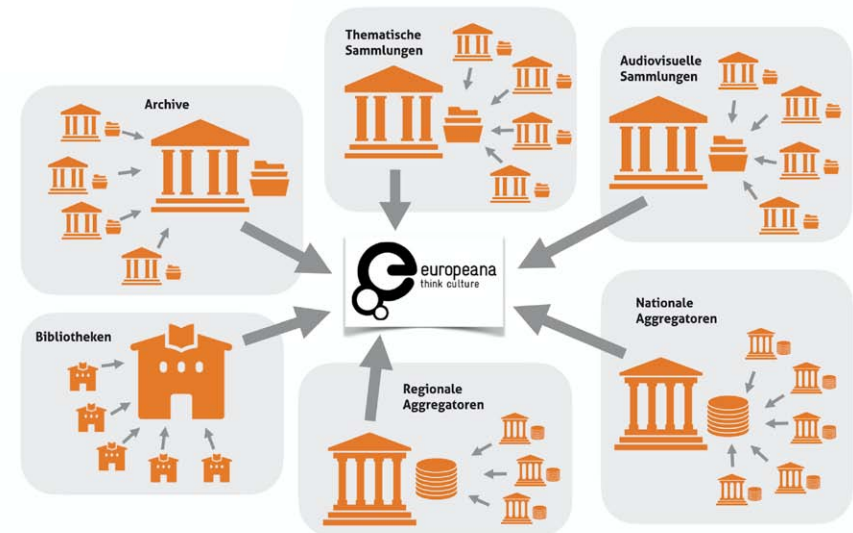 Thematische
Sammlungen
Audiovisuelle
Sammlungen
Archive
europeana
think culture
Nationale
Aggregatoren
Bibliotheken
Regionale
Aggregatoren